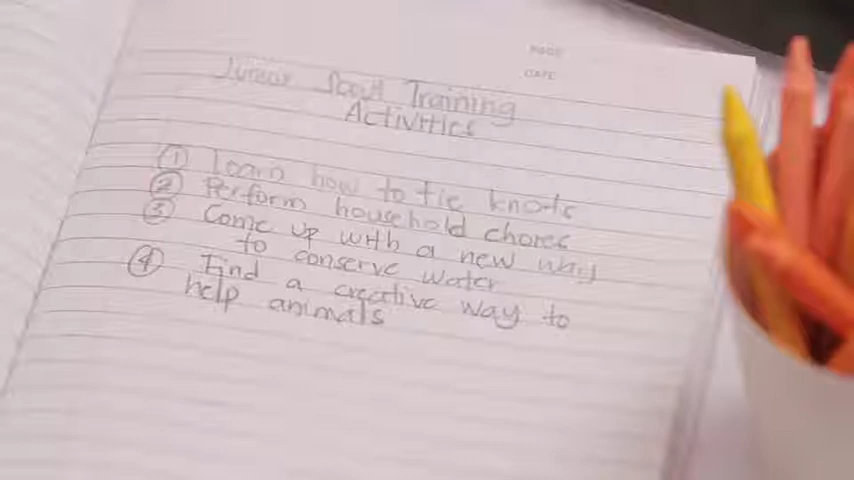 DATE
Junior Scout Training
Activities
① Learn how to tie knots
② Perform household chores
③ Come up with a new way
to conserve water
④ Find a creative way to
help animals